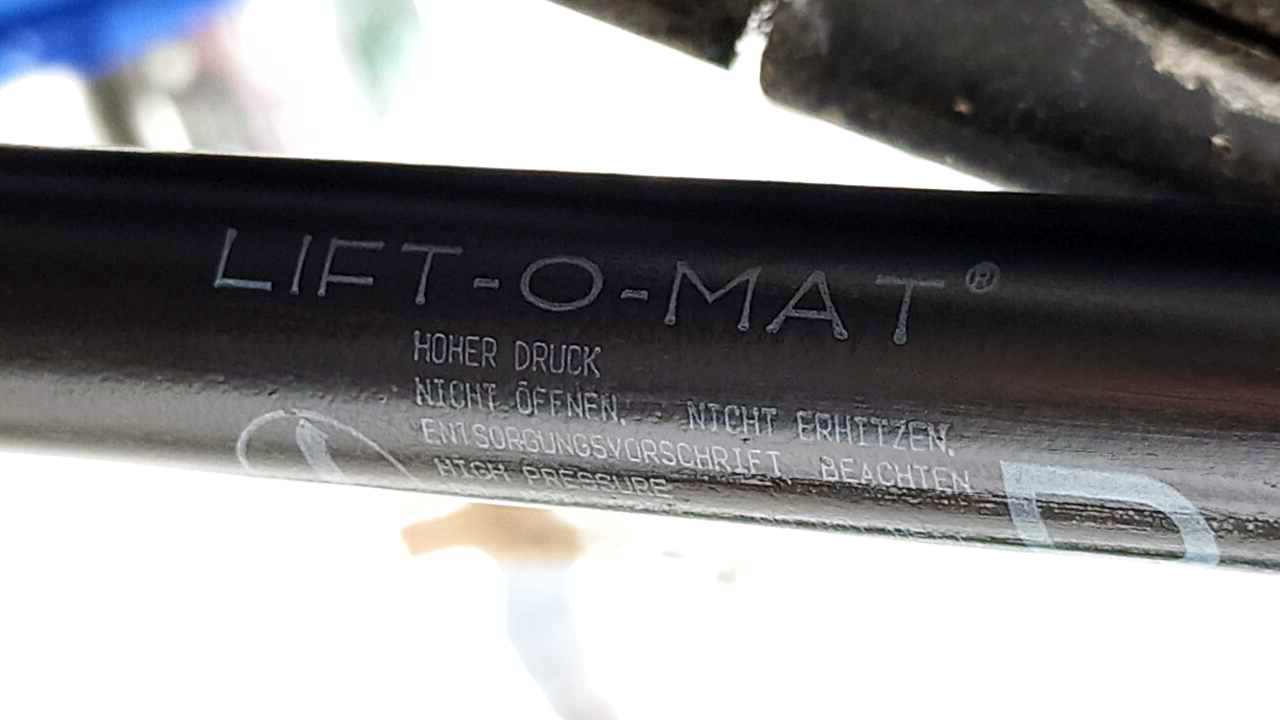 LIFT-O-MAT®
HOHER DRUCK
NICHT ÖFFNEN. NICHT ERHITZEN.
ENTSORGUNGSVORSCHRIFT BEACHTEN
HIGH PRESSURE